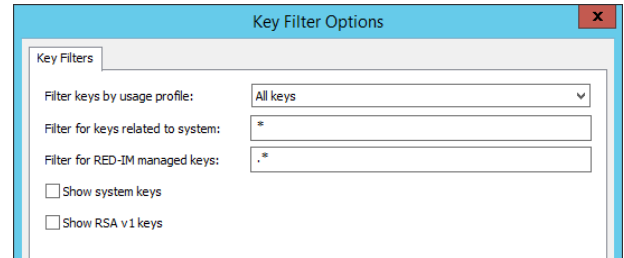 Key Filter Options
x
Key Filters
Filter keys by usage profile: All keys
Filter for keys related to system: *
Filter for RED-IM managed keys: .*
Show system keys
Show RSA v1 keys